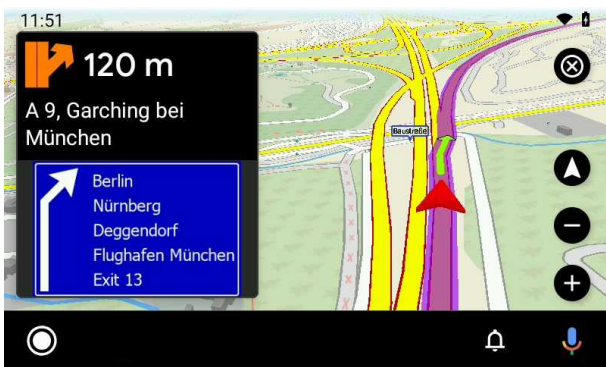 11:51
120 m
A 9, Garching bei
München
Berlin
Nürnberg
Deggendorf
Flughafen München
Exit 13
Baustraße